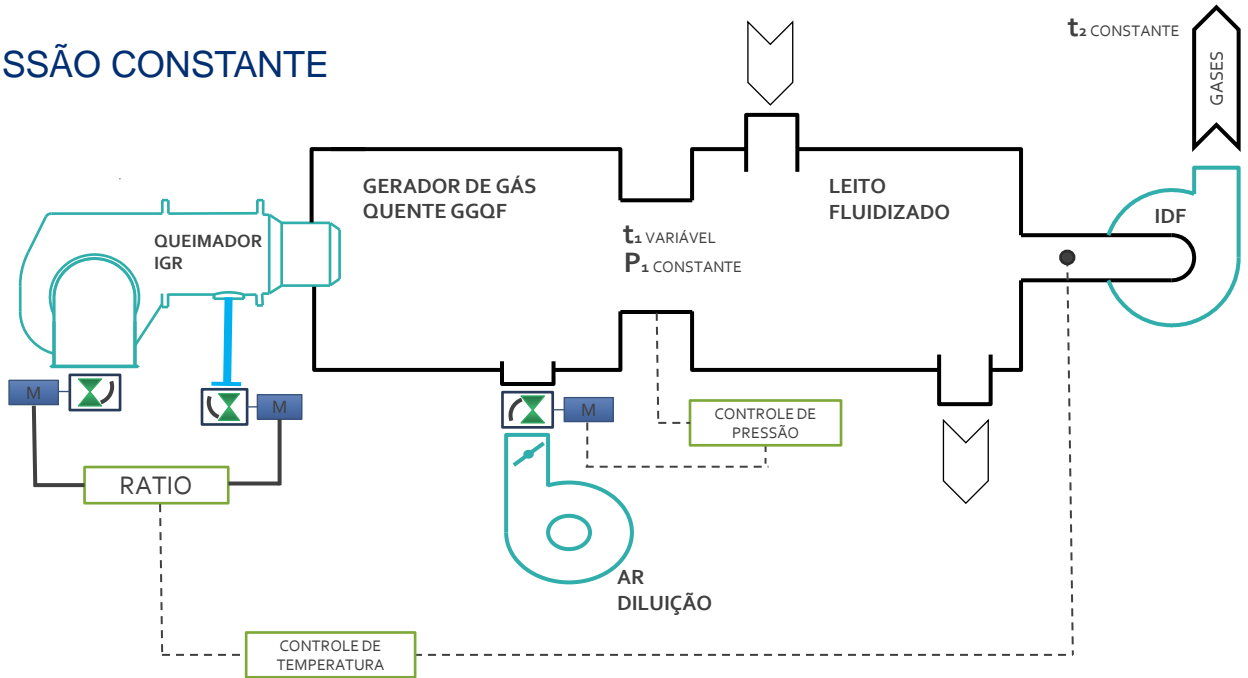 SSÃO CONSTANTE
t₂ CONSTANTE
GASES
GERADOR DE GÁS
QUENTE GGQF
LEITO
FLUIDIZADO
IDF
QUEIMADOR
IGR
t₁ VARIÁVEL
P₁ CONSTANTE
M
M
M
CONTROLE DE
PRESSÃO
RATIO
AR
DILUIÇÃO
CONTROLE DE
TEMPERATURA